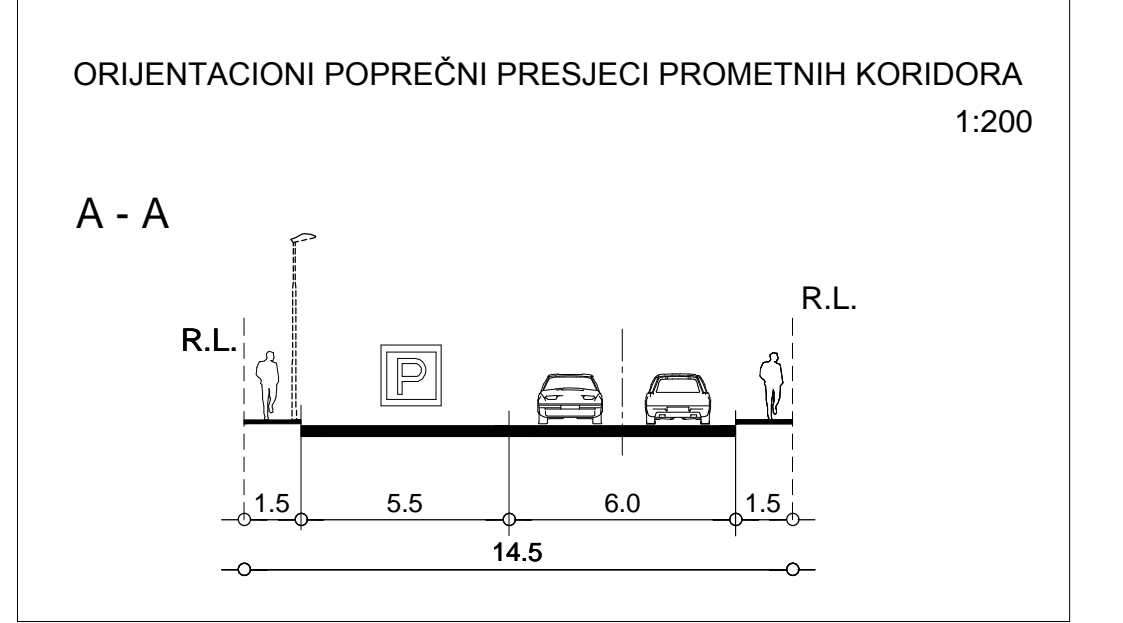 ORIJENTACIONI POPREČNI PRESJECI PROMETNIH KORIDORA
1:200
A - A
R.L.
R.L.
P
1.5 5.5 6.0 1.5
14.5